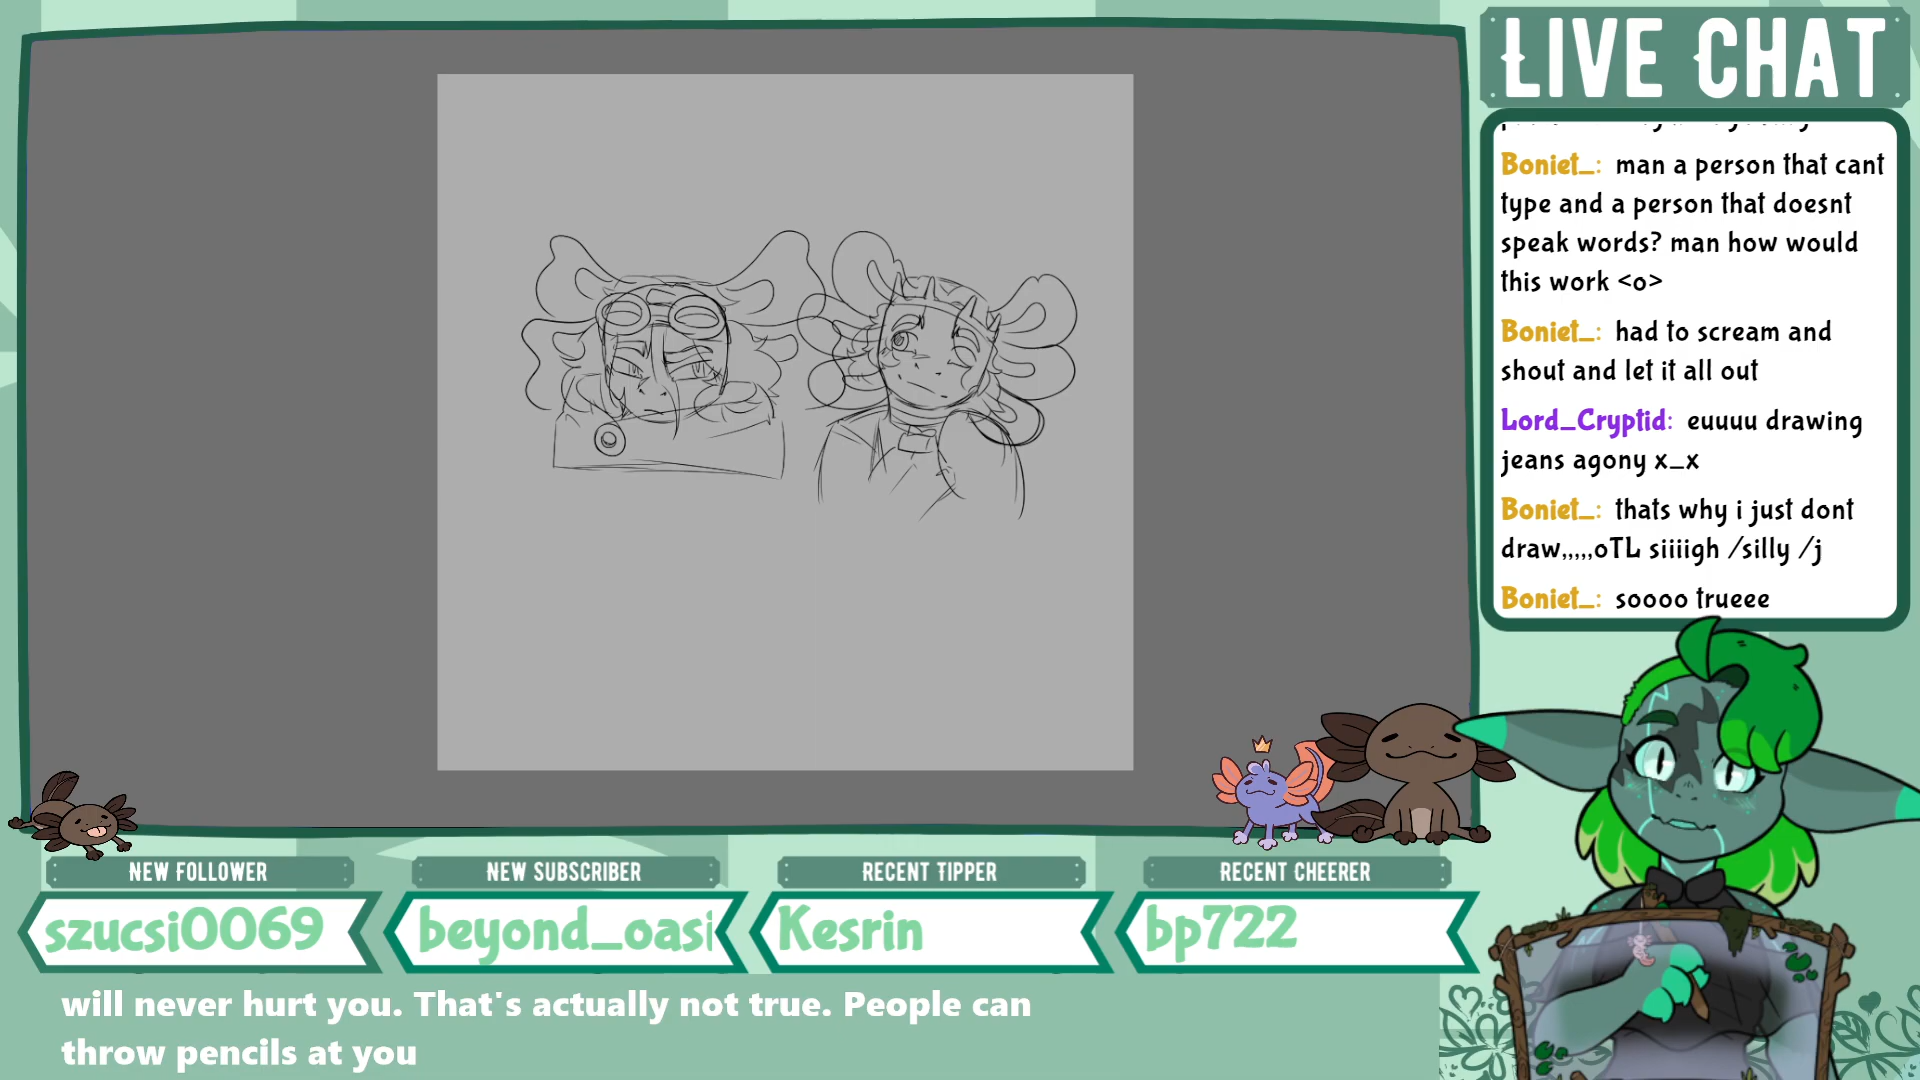 LIVE CHAT
Boniet_: man a person that cant
type and a person that doesnt
speak words? man how would
this work <o>
Boniet_: had to scream and
shout and let it all out
Lord_Cryptid: euuuu drawing
jeans agony x_x
Boniet_: thats why i just dont
draw,,,,,oTL siiiigh /silly /j
Boniet_: soooo trueee
NEW FOLLOWER
szucsi0069
NEW SUBSCRIBER
beyond_oasi
RECENT TIPPER
Kesrin
RECENT CHEERER
bp722
will never hurt you. That's actually not true. People can
throw pencils at you